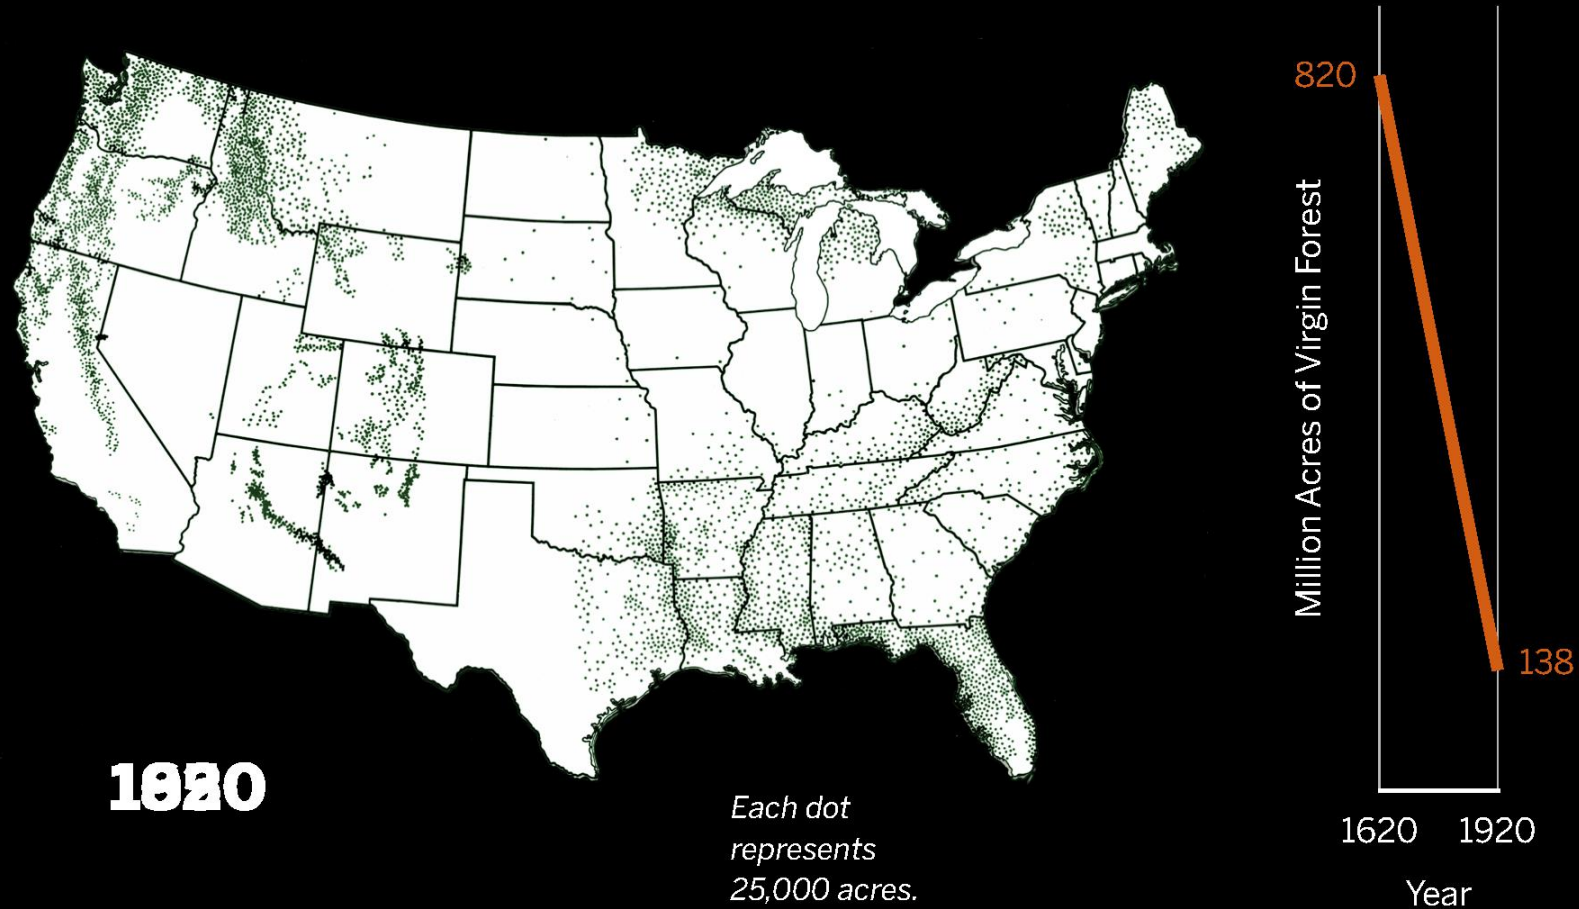 820
Million Acres of Virgin Forest
138
Each dot
represents
25,000 acres.
1620 1920
Year